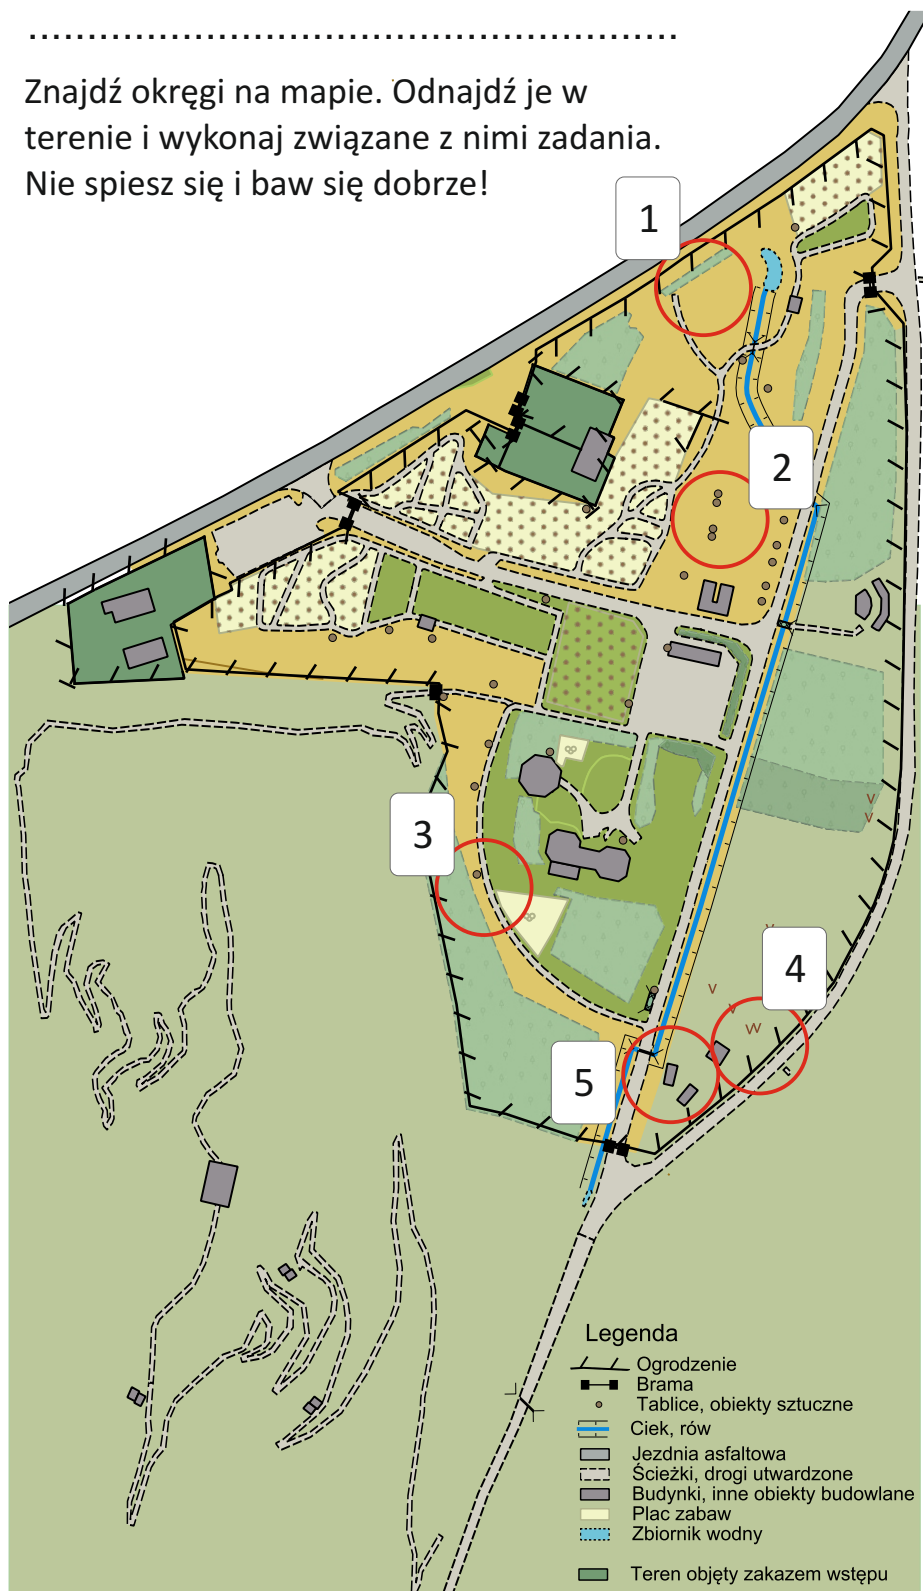 ........................................................
Znajdź okręgi na mapie. Odnajdź je w
terenie i wykonaj związane z nimi zadania.
Nie spiesz się i baw się dobrze!
1
2
3
4
5
Legenda
Ogrodzenie
Brama
Tablice, obiekty sztuczne
Ciek, rów
Jezdnia asfaltowa
Ścieżki, drogi utwardzone
Budynki, inne obiekty budowlane
Plac zabaw
Zbiornik wodny
Teren objęty zakazem wstępu